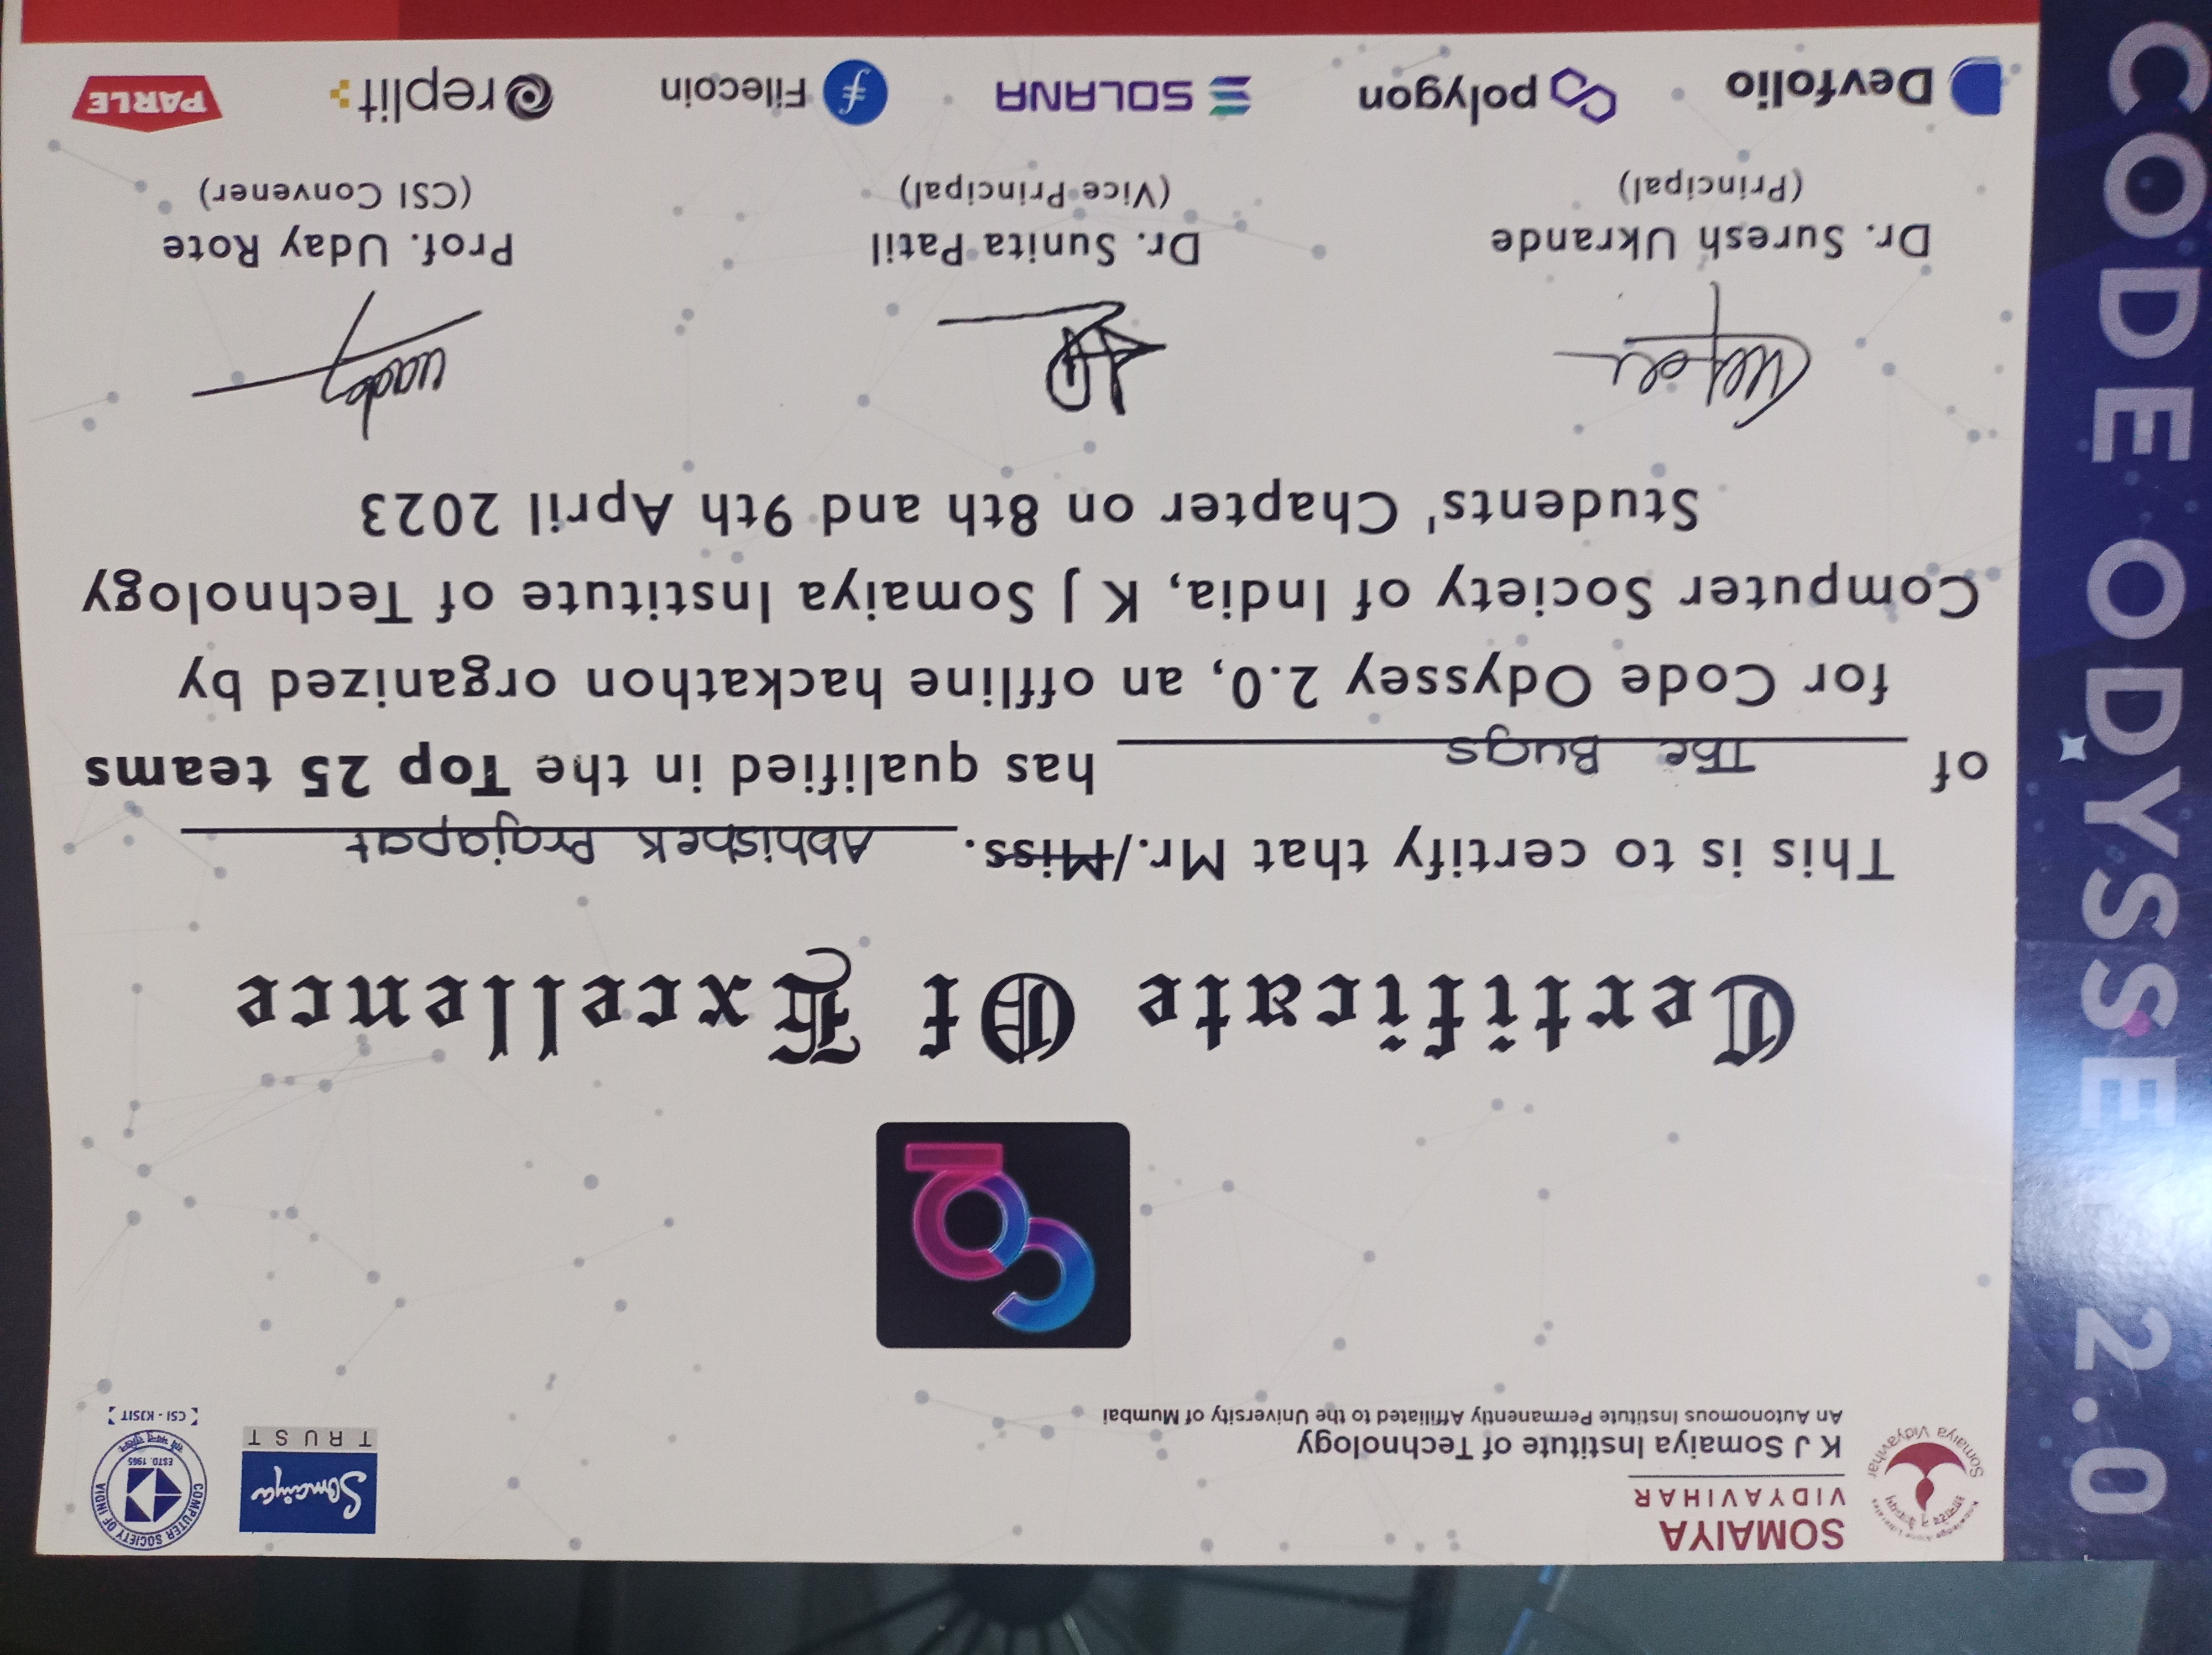 CODE ODYSSEY 2.0
SOMAIYA
VIDYAVIHAR
K J Somaiya Institute of Technology
An Autonomous Institute Permanently Affiliated to the University of Mumbai
Somaiya Vidyavihar
Somaiya
TRUST
COMPUTER SOCIETY OF INDIA
ESTD. 1965
CSI - KJSIT
Certificate Of Excellence
This is to certify that Mr./Miss. Abhishek Prajapat
of The Bugs has qualified in the Top 25 teams
for Code Odyssey 2.0, an offline hackathon organized by
Computer Society of India, K J Somaiya Institute of Technology
Students' Chapter on 8th and 9th April 2023
Dr. Suresh Ukrande
(Principal)
Dr. Sunita Patil
(Vice Principal)
Uday
Prof. Uday Rote
(CSI Convener)
Devfolio
polygon
SOLANA
Filecoin
replit
PARLE